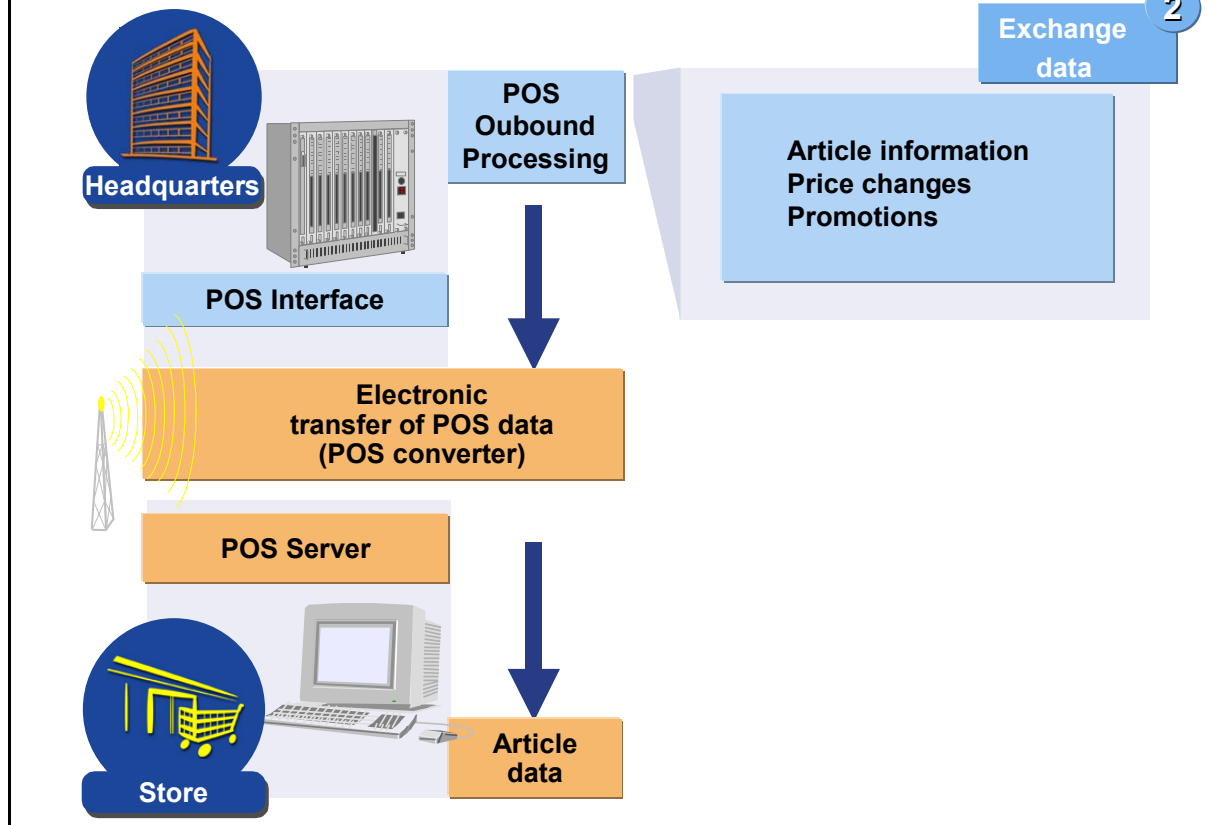 2
Exchange
data
Headquarters
POS
Oubound
Processing
Article information
Price changes
Promotions
POS Interface
Electronic
transfer of POS data
(POS converter)
POS Server
Article
data
Store